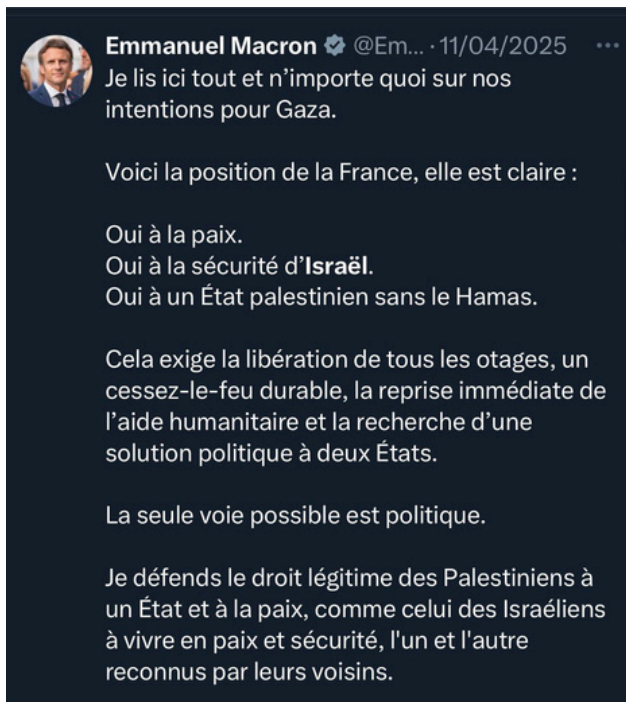 Emmanuel Macron @Em... · 11/04/2025 ···
Je lis ici tout et n’importe quoi sur nos
intentions pour Gaza.
Voici la position de la France, elle est claire :
Oui à la paix.
Oui à la sécurité d’Israël.
Oui à un État palestinien sans le Hamas.
Cela exige la libération de tous les otages, un
cessez-le-feu durable, la reprise immédiate de
l’aide humanitaire et la recherche d’une
solution politique à deux États.
La seule voie possible est politique.
Je défends le droit légitime des Palestiniens à
un État et à la paix, comme celui des Israéliens
à vivre en paix et sécurité, l'un et l'autre
reconnus par leurs voisins.